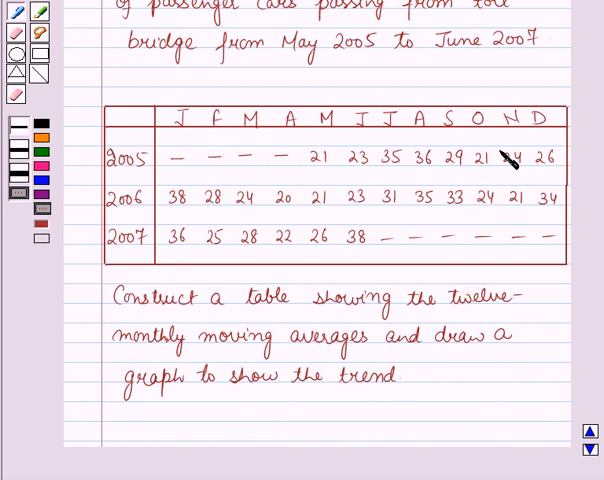 of passenger cars passing from toll
bridge from May 2005 to June 2007.
J F M A M J J A S O N D
2005 — — — — 21 23 35 36 29 21 24 26
2006 38 28 24 20 21 23 31 35 33 24 21 34
2007 36 25 28 22 26 38 — — — — — —
Construct a table showing the twelve-
monthly moving averages and draw a
graph to show the trend.